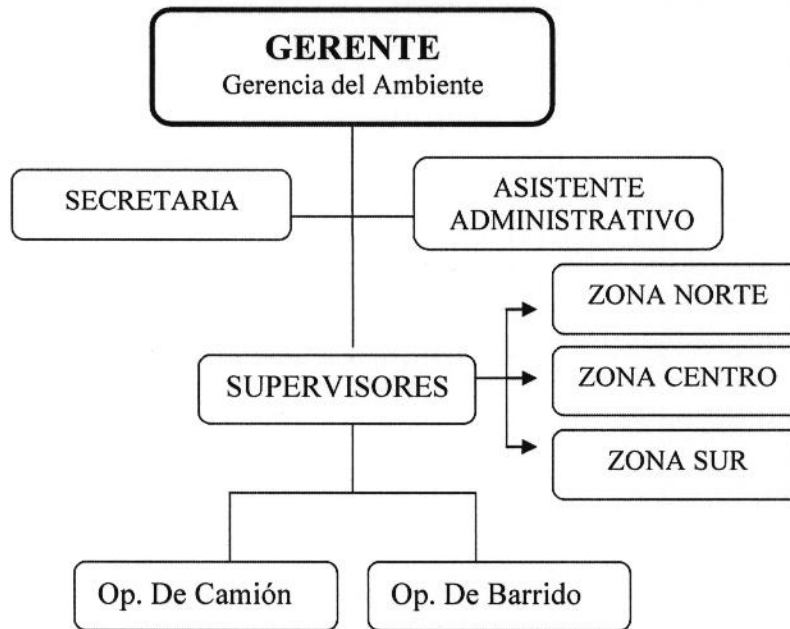 GERENTE
Gerencia del Ambiente
SECRETARIA
ASISTENTE
ADMINISTRATIVO
ZONA NORTE
SUPERVISORES
ZONA CENTRO
ZONA SUR
Op. De Camión
Op. De Barrido